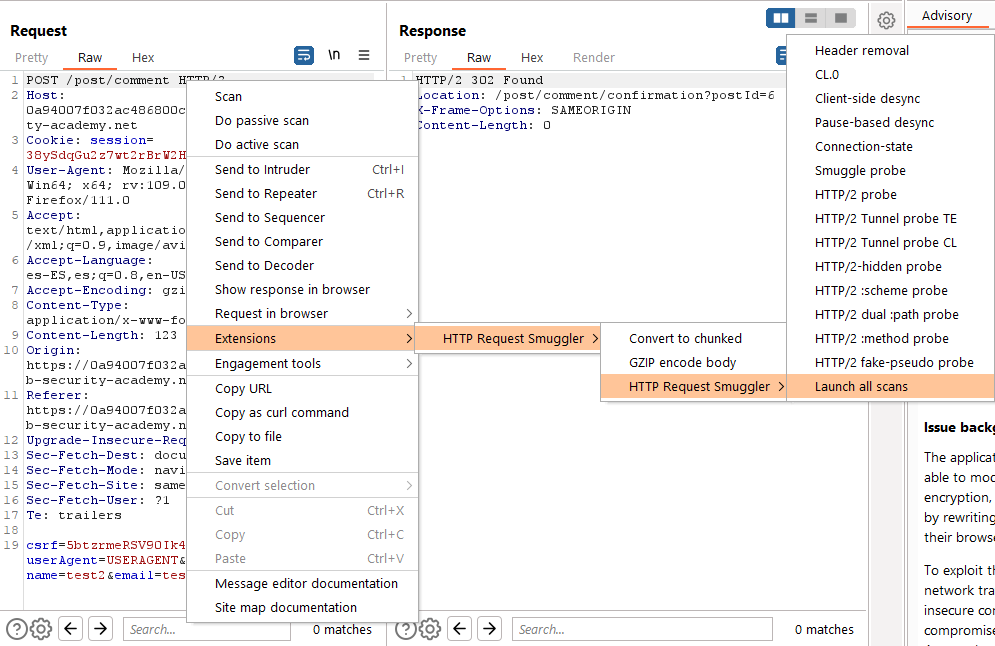 Request
Pretty Raw Hex
\n
1 POST /post/comment HTTP/2
2 Host:
0a94007f032ac486800c
ty-academy.net
3 Cookie: session=
38ySdqGu2z7wt2rBrW2H
4 User-Agent: Mozilla/
Win64; x64; rv:109.0
Firefox/111.0
5 Accept:
text/html,application
/xml;q=0.9,image/avi
6 Accept-Language:
es-ES,es;q=0.8,en-US
7 Accept-Encoding: gzi
8 Content-Type:
application/x-www-fo
9 Content-Length: 123
10 Origin:
https://0a94007f032a
b-security-academy.n
11 Referer:
https://0a94007f032a
b-security-academy.n
12 Upgrade-Insecure-Req
13 Sec-Fetch-Dest: docu
14 Sec-Fetch-Mode: navi
15 Sec-Fetch-Site: same
16 Sec-Fetch-User: ?1
17 Te: trailers
18
19 csrf=5btzrmeRSV9OIk4
userAgent=USERAGENT&
name=test2&email=tes
Search...
0 matches
Scan
Do passive scan
Do active scan
Send to Intruder Ctrl+I
Send to Repeater Ctrl+R
Send to Sequencer
Send to Comparer
Send to Decoder
Show response in browser
Request in browser
Extensions
Engagement tools
Copy URL
Copy as curl command
Copy to file
Save item
Convert selection
Cut Ctrl+X
Copy Ctrl+C
Paste Ctrl+V
Message editor documentation
Site map documentation
HTTP Request Smuggler
Convert to chunked
GZIP encode body
HTTP Request Smuggler
Response
Pretty Raw Hex Render
1 HTTP/2 302 Found
Location: /post/comment/confirmation?postId=6
X-Frame-Options: SAMEORIGIN
Content-Length: 0
Search...
0 matches
Header removal
CL.0
Client-side desync
Pause-based desync
Connection-state
Smuggle probe
HTTP/2 probe
HTTP/2 Tunnel probe TE
HTTP/2 Tunnel probe CL
HTTP/2-hidden probe
HTTP/2 :scheme probe
HTTP/2 dual :path probe
HTTP/2 :method probe
HTTP/2 fake-pseudo probe
Launch all scans
Advisory
Issue backg
The applicat
able to mod
encryption,
by rewriting
their browse
To exploit th
network tra
insecure cor
compromise